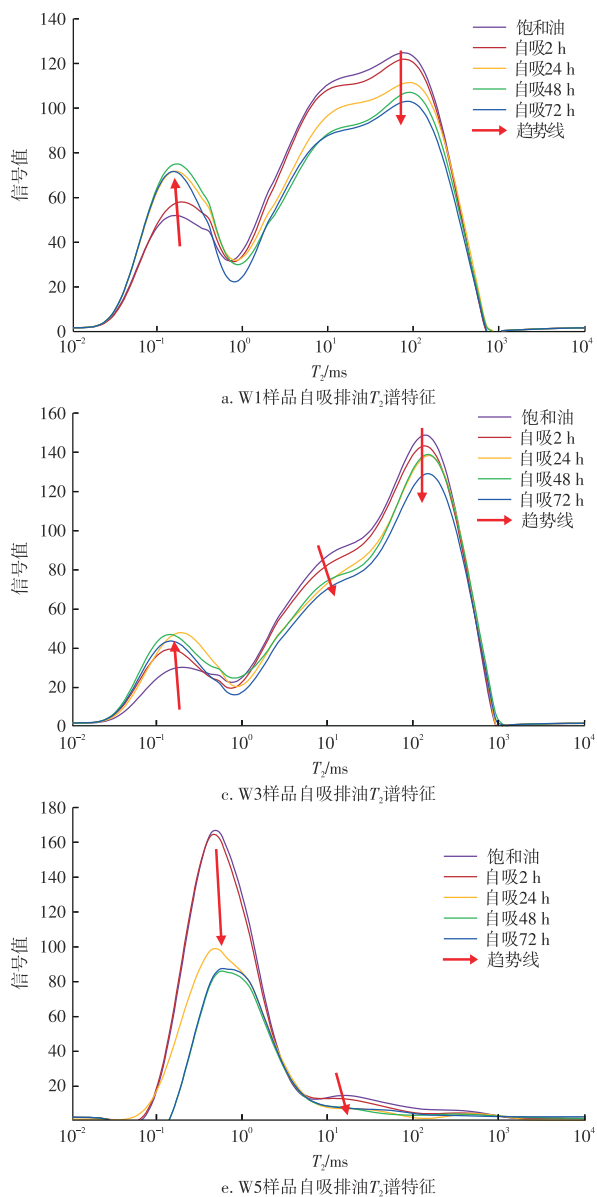 140
120
100
80
60
40
20
0
信号值
饱和油
自吸2 h
自吸24 h
自吸48 h
自吸72 h
趋势线
10⁻² 10⁻¹ 10⁰ 10¹ 10² 10³ 10⁴
T₂/ms
a. W1样品自吸排油T₂谱特征
160
140
120
100
80
60
40
20
0
信号值
饱和油
自吸2 h
自吸24 h
自吸48 h
自吸72 h
趋势线
10⁻² 10⁻¹ 10⁰ 10¹ 10² 10³ 10⁴
T₂/ms
c. W3样品自吸排油T₂谱特征
180
160
140
120
100
80
60
40
20
信号值
饱和油
自吸2 h
自吸24 h
自吸48 h
自吸72 h
趋势线
10⁻² 10⁻¹ 10⁰ 10¹ 10² 10³ 10⁴
T₂/ms
e. W5样品自吸排油T₂谱特征